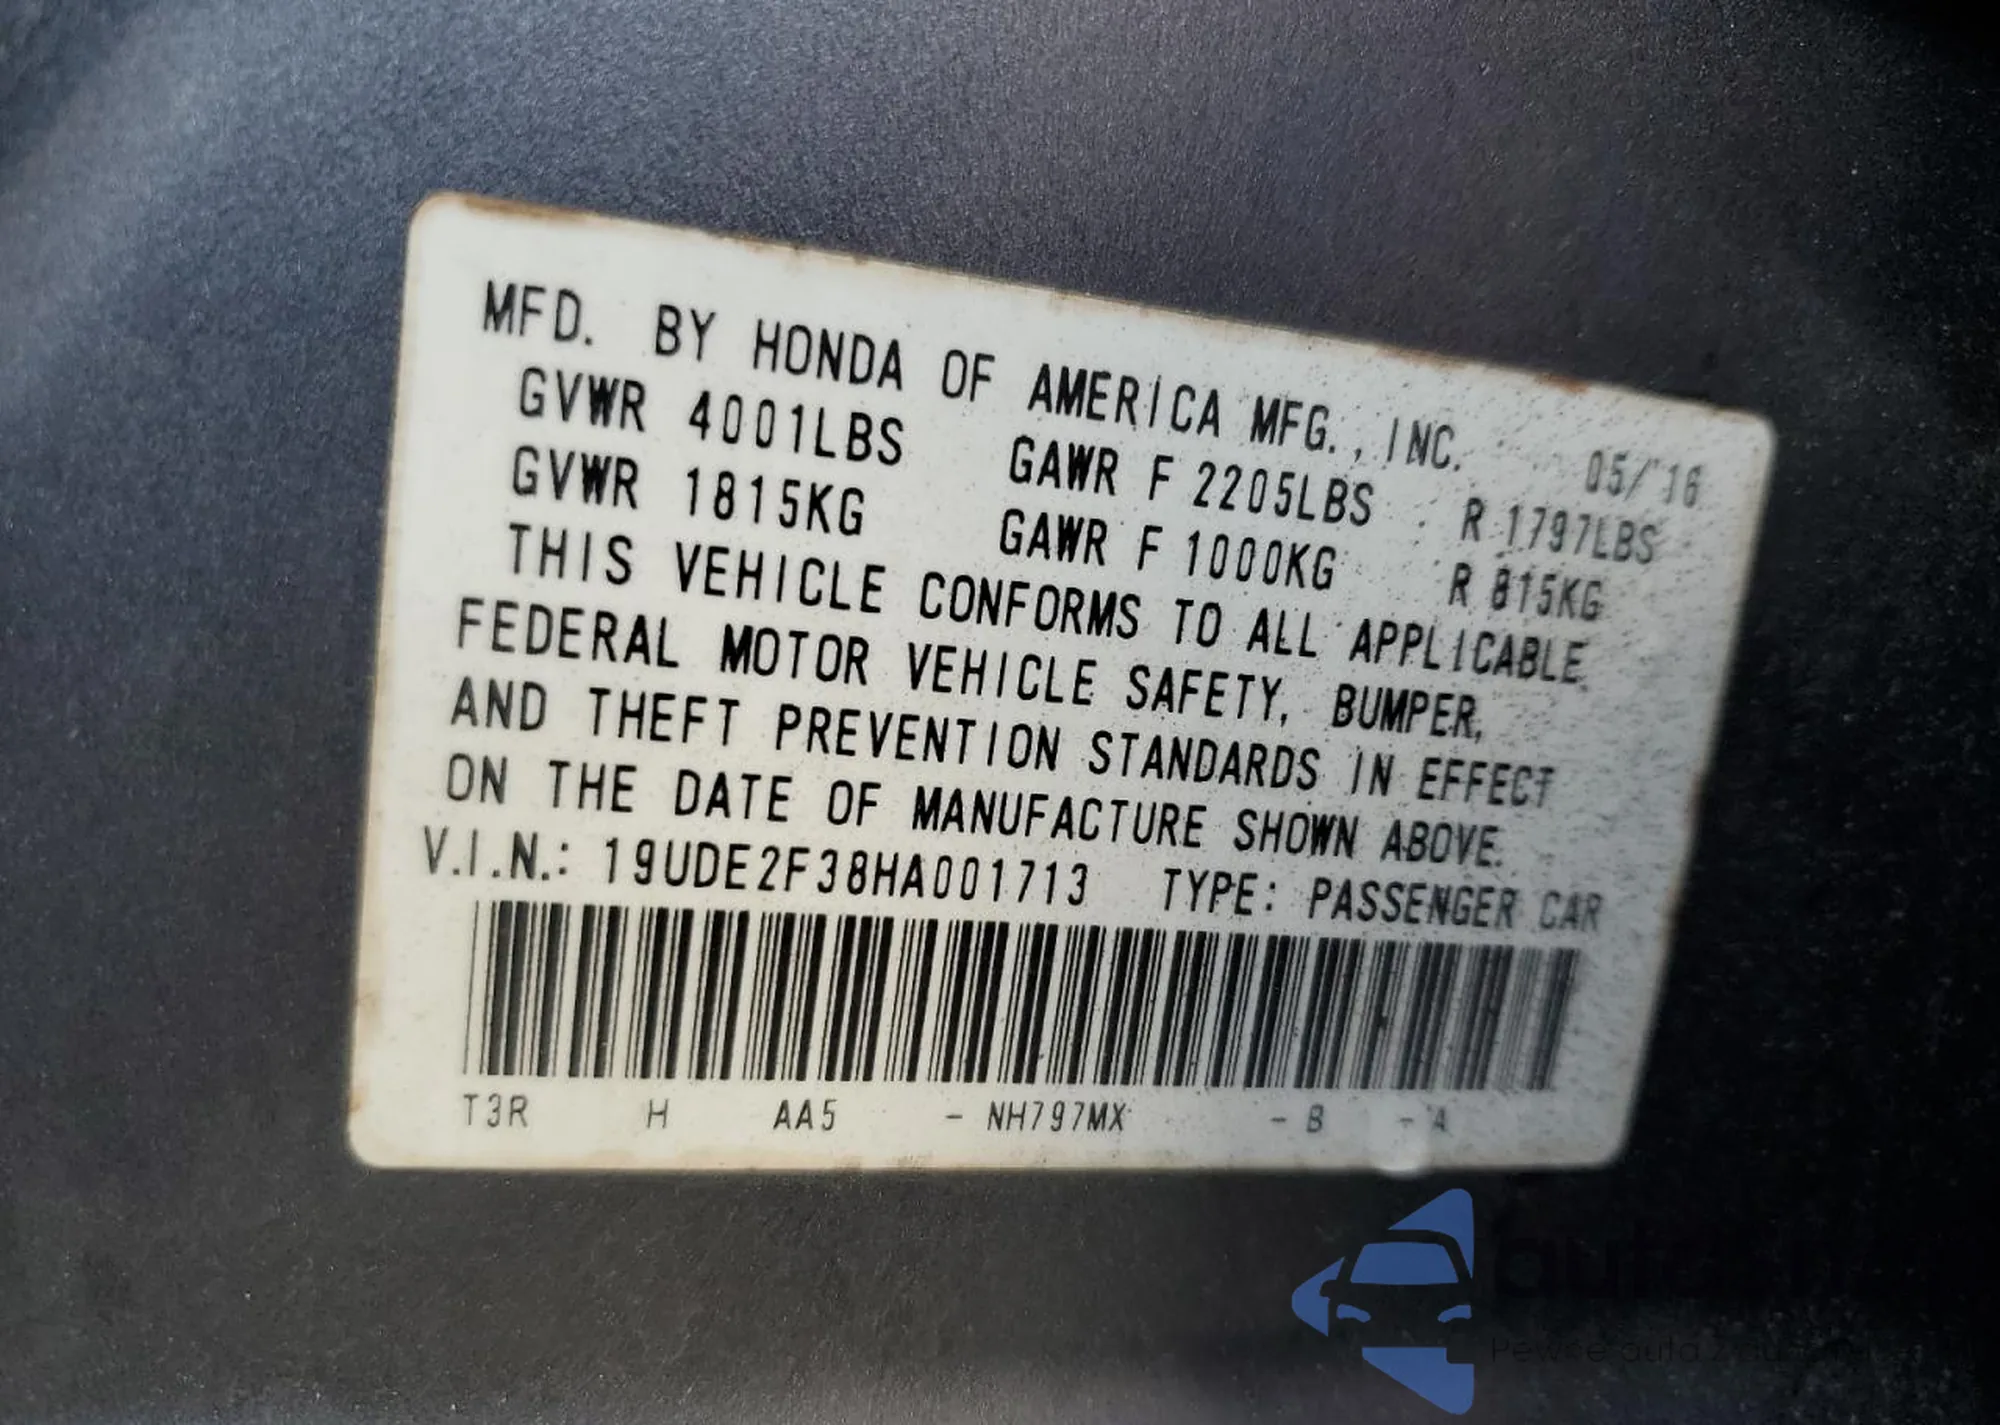 MFD. BY HONDA OF AMERICA MFG., INC. 05/'16
GVWR 4001LBS GAWR F 2205LBS R 1797LBS
GVWR 1815KG GAWR F 1000KG R 815KG
THIS VEHICLE CONFORMS TO ALL APPLICABLE
FEDERAL MOTOR VEHICLE SAFETY, BUMPER,
AND THEFT PREVENTION STANDARDS IN EFFECT
ON THE DATE OF MANUFACTURE SHOWN ABOVE.
V.I.N.: 19UDE2F38HA001713 TYPE: PASSENGER CAR
T3R H AA5 - NH797MX - B - A
auta z